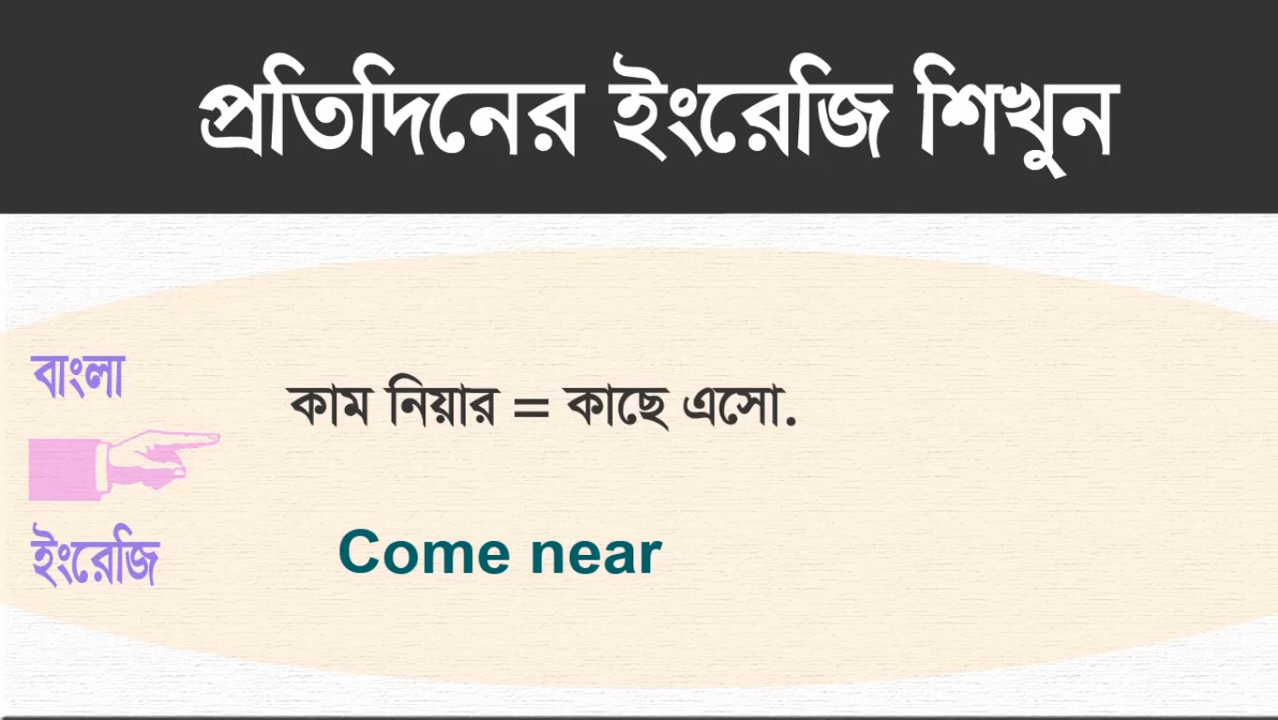 প্রতিদিনের ইংরেজি শিখুন
বাংলা
কাম নিয়ার = কাছে এসো.
ইংরেজি
Come near